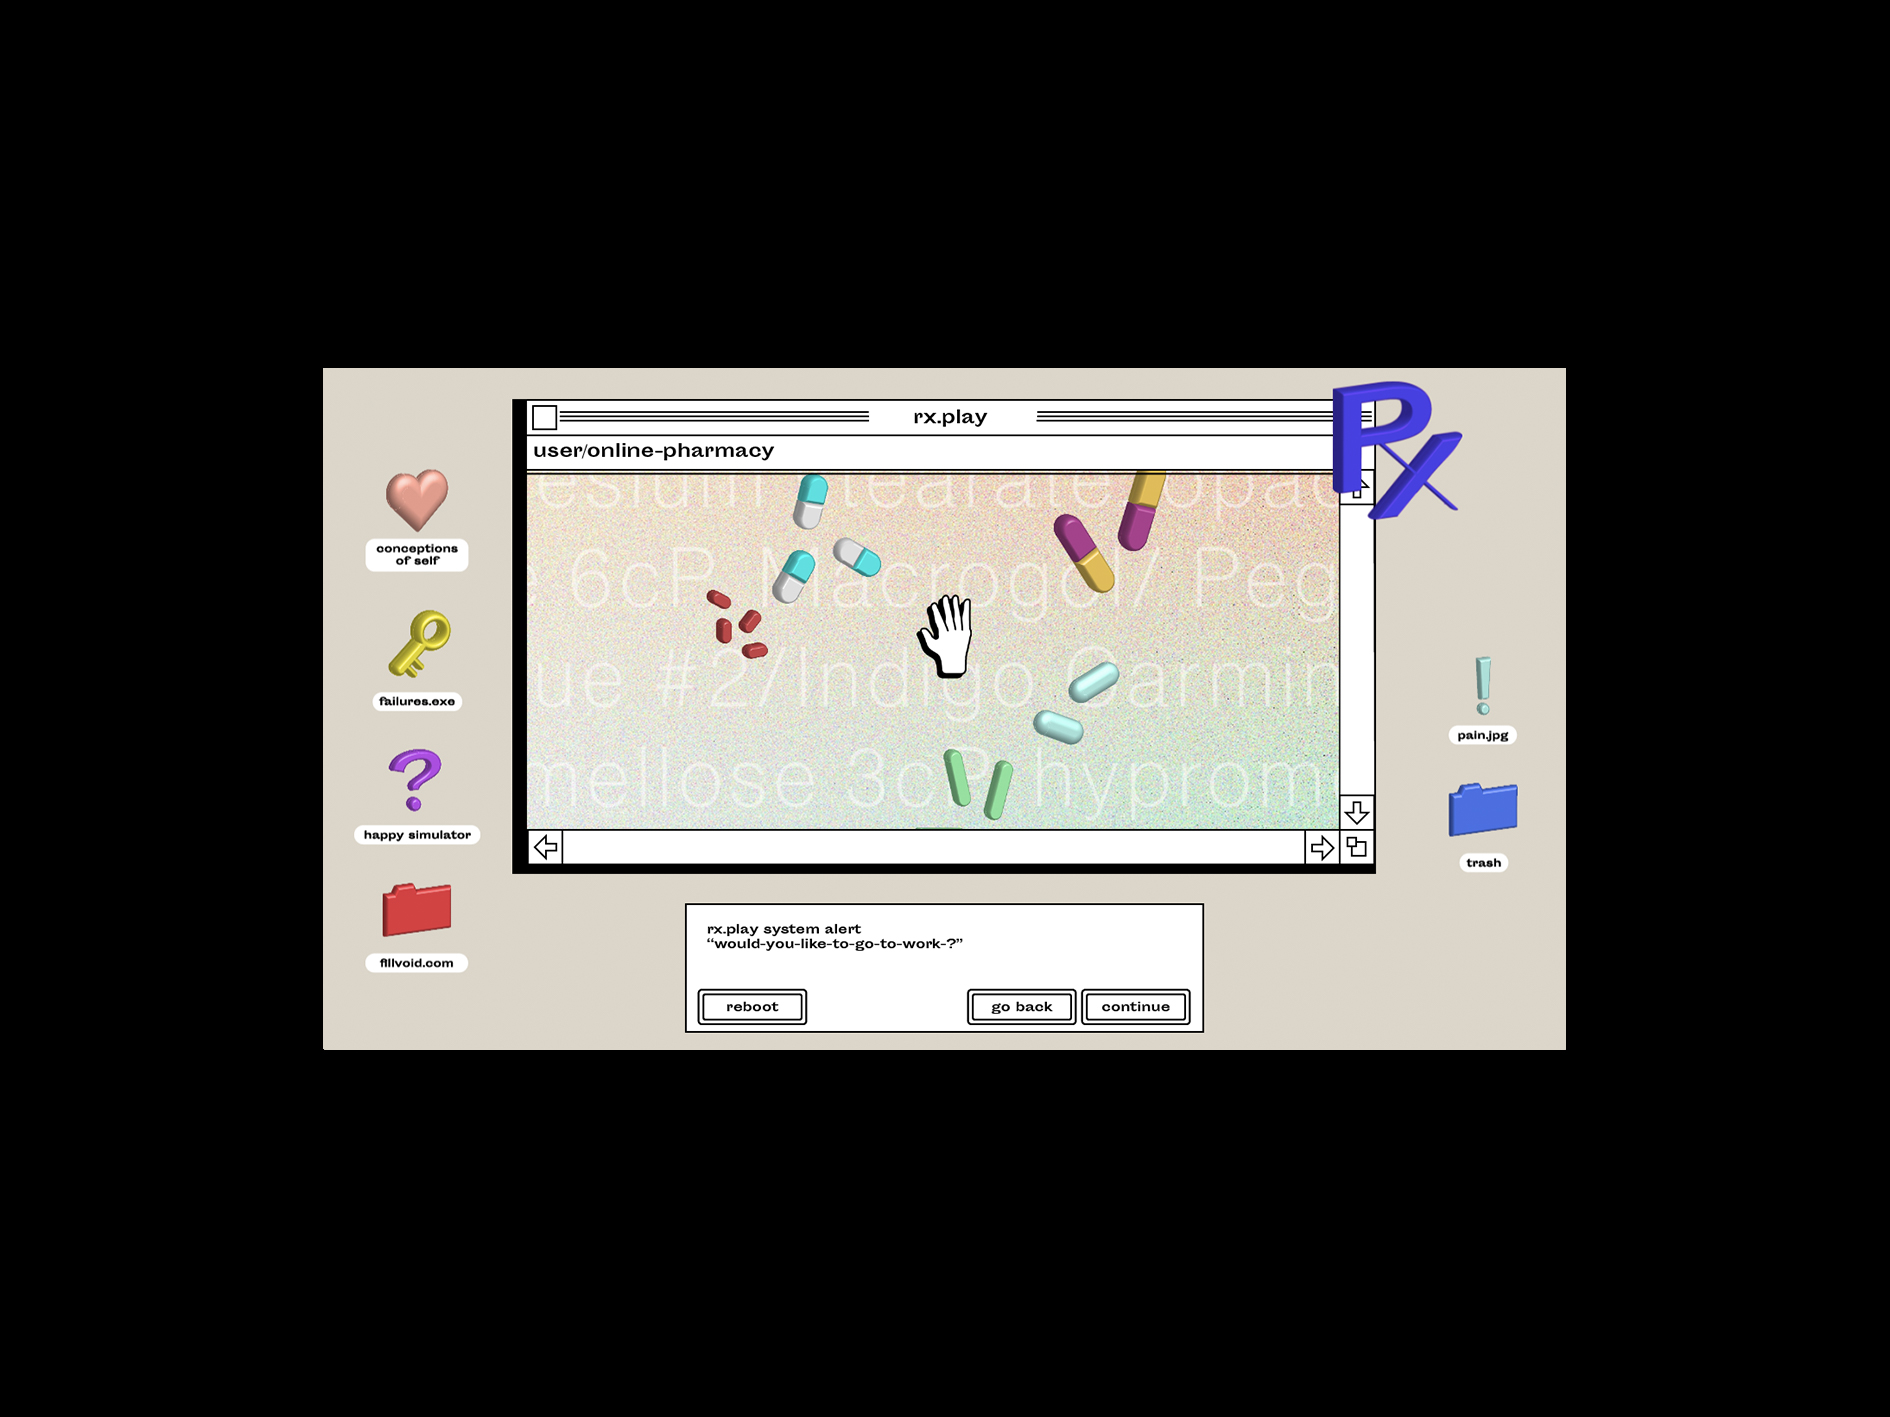 rx.play
user/online-pharmacy
Rx
stearate opad
6cP Macrogol/ Peg
ue #2/Indigo Carmin
mellose 3cP hyprom
conceptions
of self
failures.exe
happy simulator
fillvoid.com
pain.jpg
trash
rx.play system alert
“would-you-like-to-go-to-work-?”
reboot
go back
continue